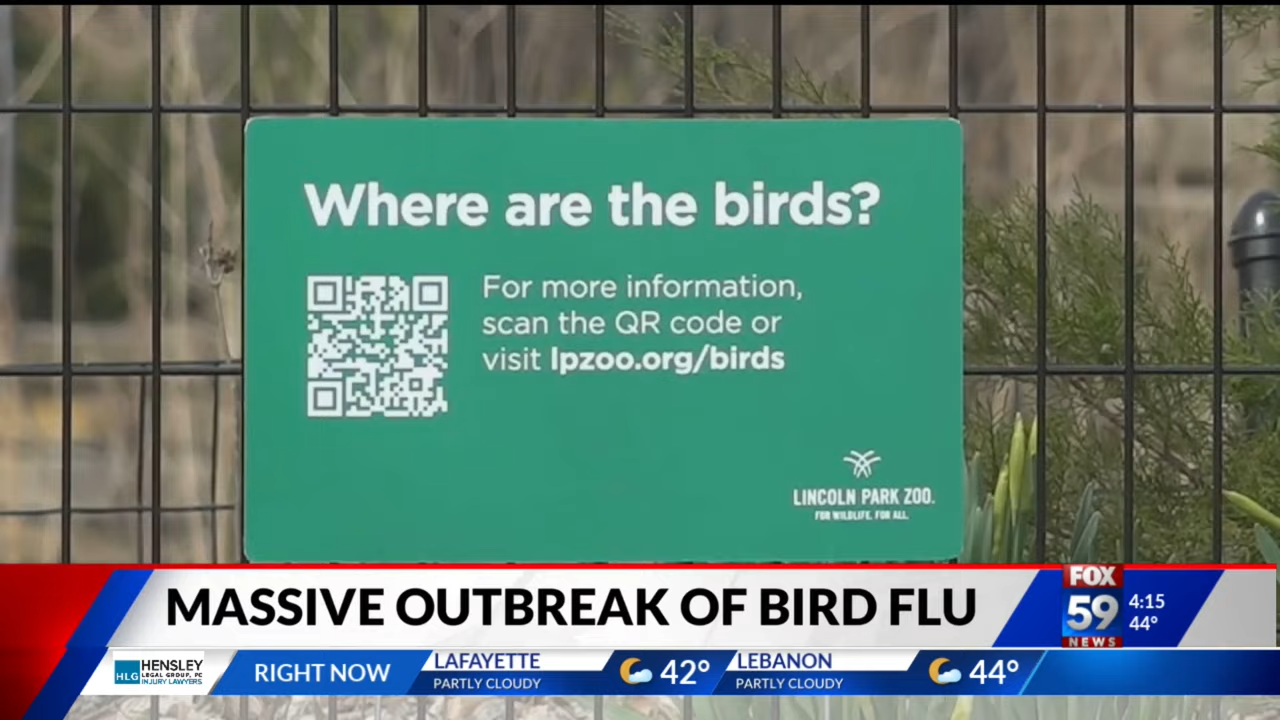 Where are the birds?
For more information,
scan the QR code or
visit lpzoo.org/birds
LINCOLN PARK ZOO.
FOR WILDLIFE. FOR ALL.
MASSIVE OUTBREAK OF BIRD FLU
FOX
59
NEWS
4:15
44°
HLG
HENSLEY
LEGAL GROUP, PC
INJURY LAWYERS
RIGHT NOW
LAFAYETTE
PARTLY CLOUDY
42°
LEBANON
PARTLY CLOUDY
44°